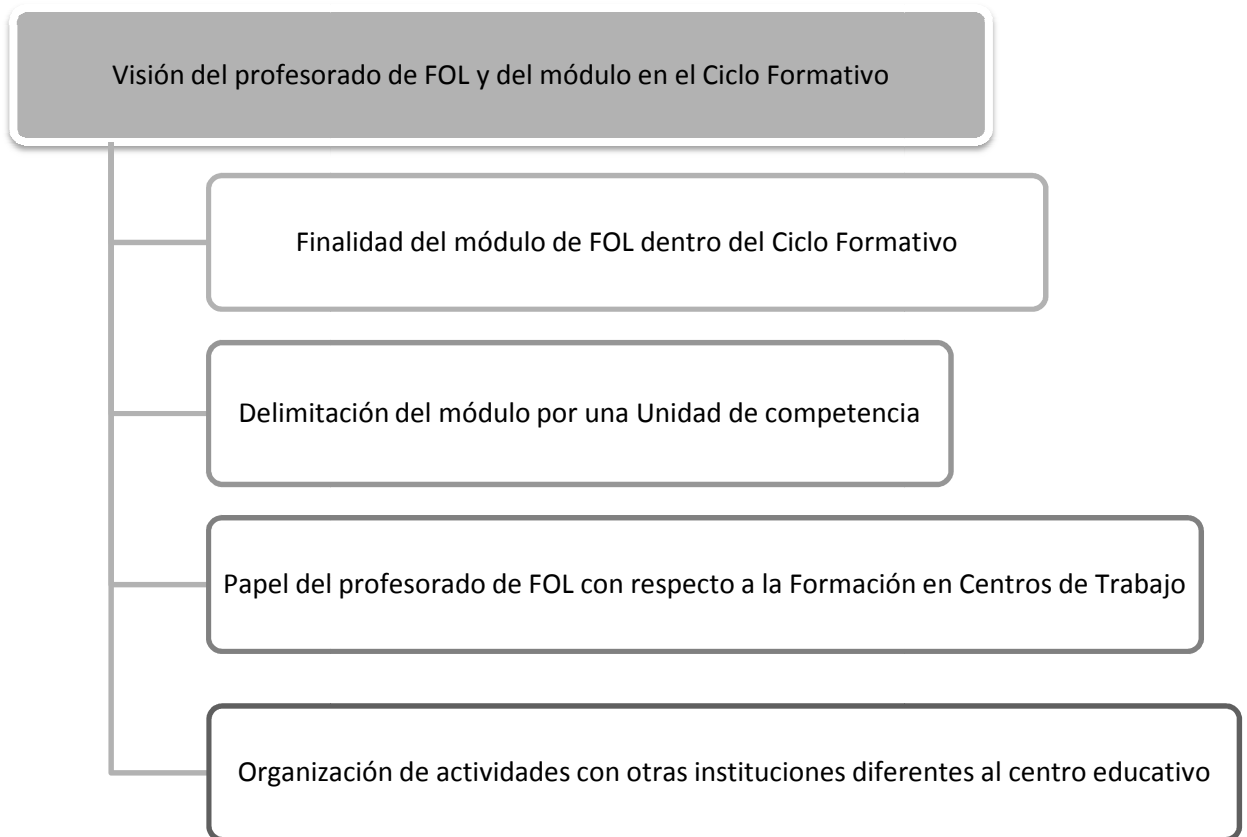 Visión del profesorado de FOL y del módulo en el Ciclo Formativo
Finalidad del módulo de FOL dentro del Ciclo Formativo
Delimitación del módulo por una Unidad de competencia
Papel del profesorado de FOL con respecto a la Formación en Centros de Trabajo
Organización de actividades con otras instituciones diferentes al centro educativo